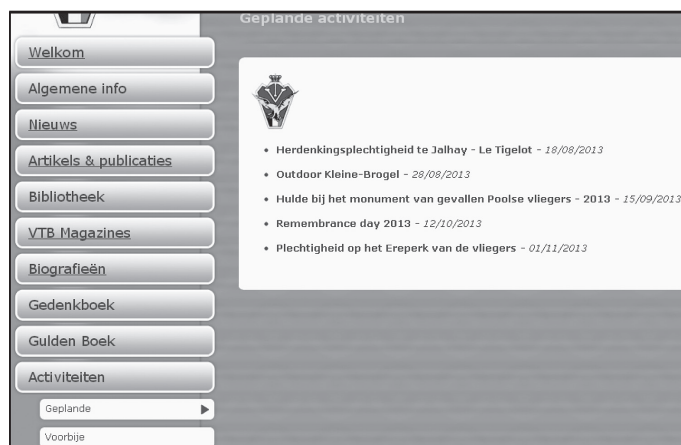 Geplande activiteiten
Welkom
Algemene info
Nieuws
Artikels & publicaties
Bibliotheek
VTB Magazines
Biografieën
Gedenkboek
Gulden Boek
Activiteiten
Geplande
Voorbije
• Herdenkingsplechtigheid te Jalhay - Le Tigelot - 18/08/2013
• Outdoor Kleine-Brogel - 28/08/2013
• Hulde bij het monument van gevallen Poolse vliegers - 2013 - 15/09/2013
• Remembrance day 2013 - 12/10/2013
• Plechtigheid op het Ereperk van de vliegers - 01/11/2013